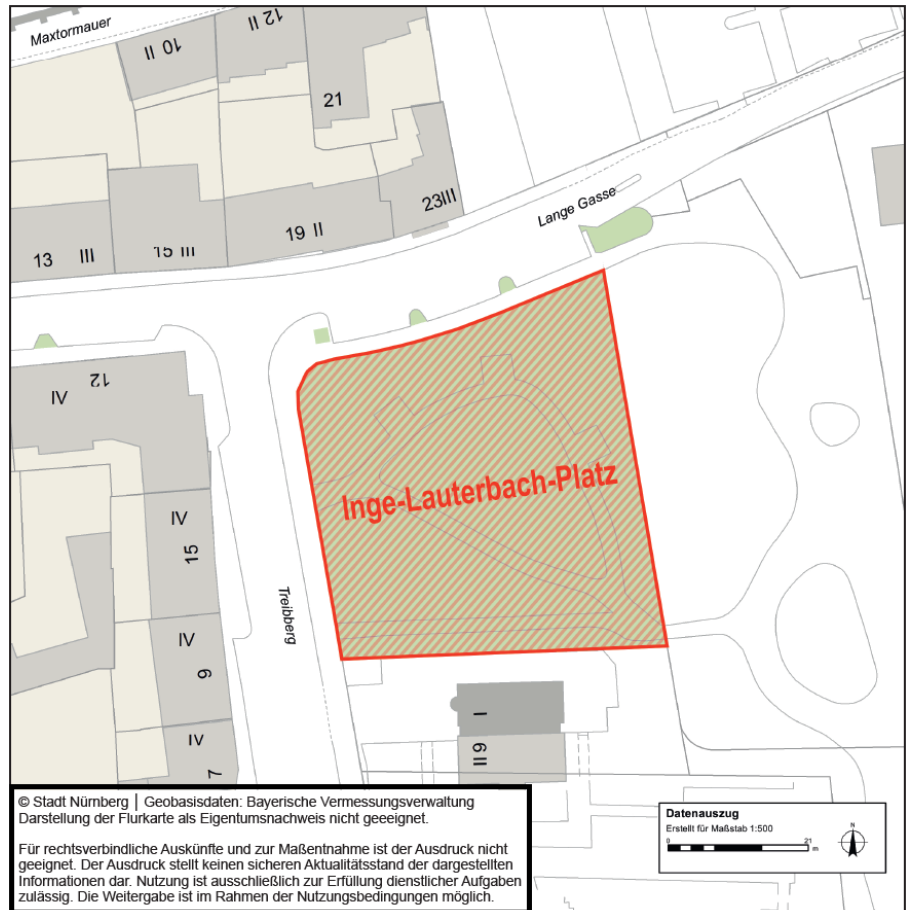 Maxtormauer
10 II
12 II
21
23III
Lange Gasse
19 II
15 III
13 III
12
IV
Inge-Lauterbach-Platz
IV
15
Treibberg
IV
9
I
II 9
IV
7
© Stadt Nürnberg | Geobasisdaten: Bayerische Vermessungsverwaltung
Darstellung der Flurkarte als Eigentumsnachweis nicht geeeignet.
Für rechtsverbindliche Auskünfte und zur Maßentnahme ist der Ausdruck nicht
geeignet. Der Ausdruck stellt keinen sicheren Aktualitätsstand der dargestellten
Informationen dar. Nutzung ist ausschließlich zur Erfüllung dienstlicher Aufgaben
zulässig. Die Weitergabe ist im Rahmen der Nutzungsbedingungen möglich.
Datenauszug
Erstellt für Maßstab 1:500
0 21
m
N